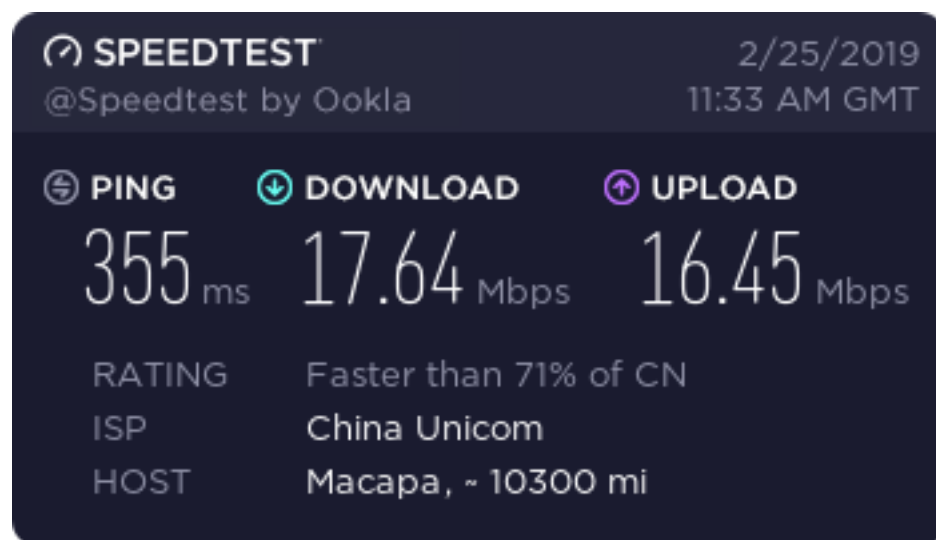 SPEEDTEST 2/25/2019
@Speedtest by Ookla 11:33 AM GMT
PING DOWNLOAD UPLOAD
355 ms 17.64 Mbps 16.45 Mbps
RATING Faster than 71% of CN
ISP China Unicom
HOST Macapa, ~ 10300 mi